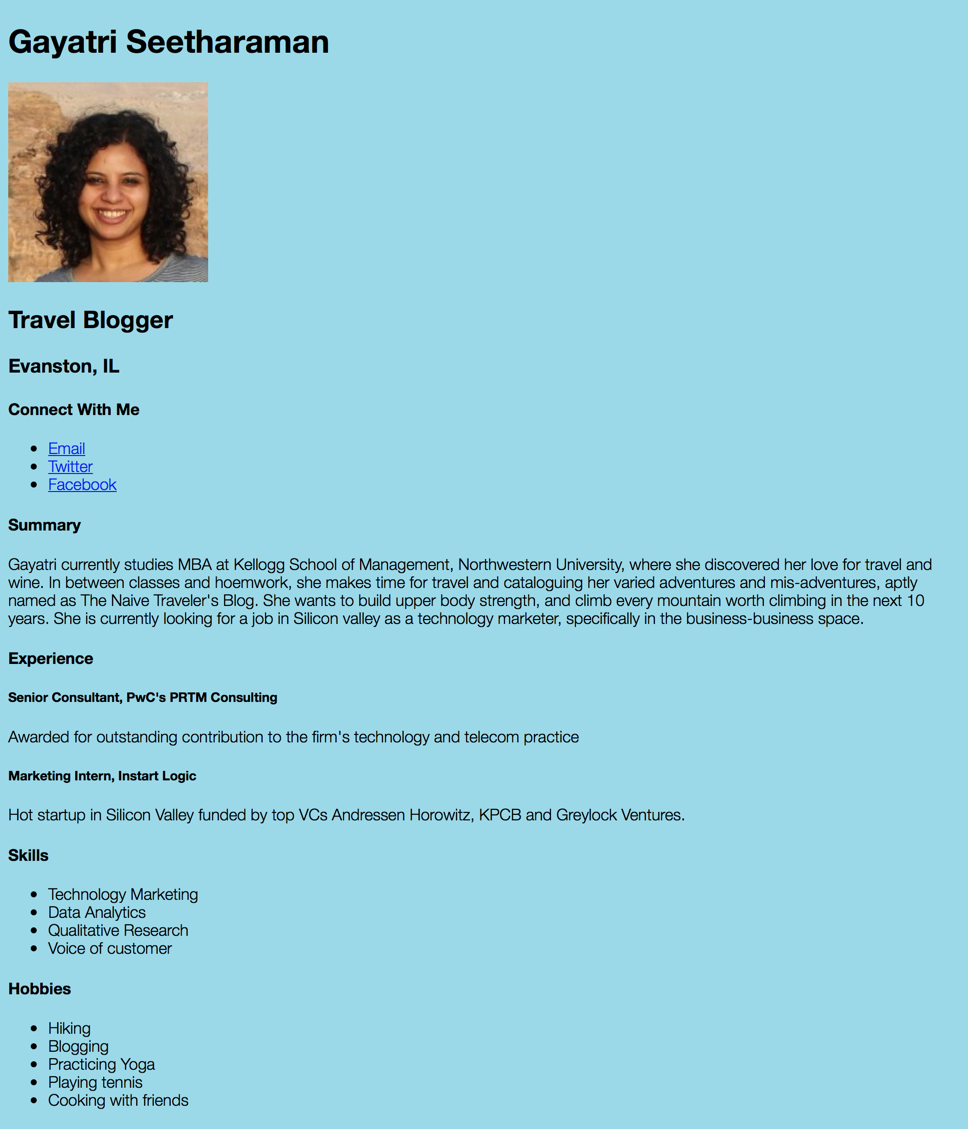 Gayatri Seetharaman
Travel Blogger
Evanston, IL
Connect With Me
Email
Twitter
Facebook
Summary
Gayatri currently studies MBA at Kellogg School of Management, Northwestern University, where she discovered her love for travel and
wine. In between classes and hoemwork, she makes time for travel and cataloguing her varied adventures and mis-adventures, aptly
named as The Naive Traveler's Blog. She wants to build upper body strength, and climb every mountain worth climbing in the next 10
years. She is currently looking for a job in Silicon valley as a technology marketer, specifically in the business-business space.
Experience
Senior Consultant, PwC's PRTM Consulting
Awarded for outstanding contribution to the firm's technology and telecom practice
Marketing Intern, Instart Logic
Hot startup in Silicon Valley funded by top VCs Andressen Horowitz, KPCB and Greylock Ventures.
Skills
Technology Marketing
Data Analytics
Qualitative Research
Voice of customer
Hobbies
Hiking
Blogging
Practicing Yoga
Playing tennis
Cooking with friends